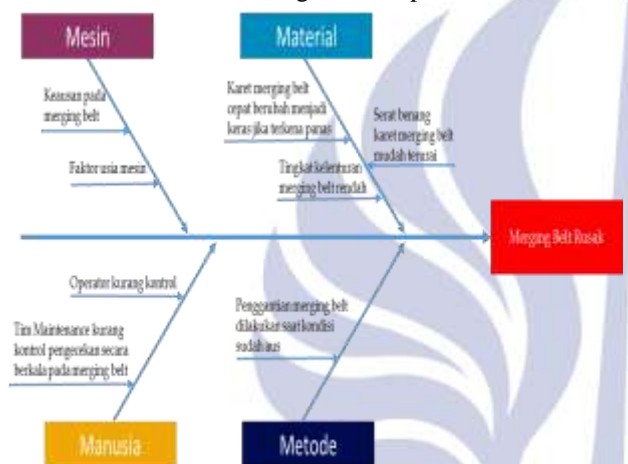 Mesin
Material
Keausan pada
merging belt
Faktor usia mesin
Karet merging belt
cepat berubah menjadi
keras jika terkena panas
Serat benang
karet merging belt
mudah terurai
Tingkat kelenturan
merging belt rendah
Merging Belt Rusak
Operator kurang kontrol
Tim Maintenance kurang
kontrol pengecekan secara
berkala pada merging belt
Penggantian merging belt
dilakukan saat kondisi
sudah aus
Manusia
Metode